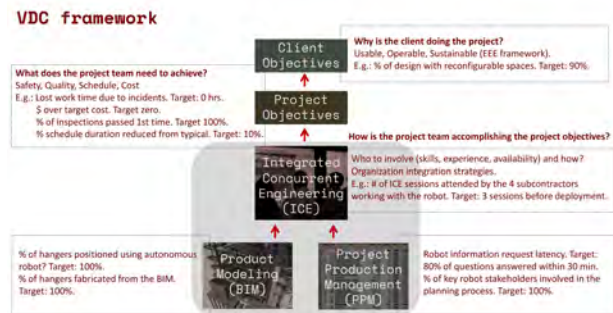 VDC framework
Client
Objectives
Why is the client doing the project?
Usable, Operable, Sustainable (EEE framework).
E.g.: % of design with reconfigurable spaces. Target: 90%.
What does the project team need to achieve?
Safety, Quality, Schedule, Cost
E.g.: Lost work time due to incidents. Target: 0 hrs.
$ over target cost. Target zero.
% of inspections passed 1st time. Target 100%.
% schedule duration reduced from typical. Target: 10%.
Project
Objectives
How is the project team accomplishing the project objectives?
Who to involve (skills, experience, availability) and how?
Organization integration strategies.
E.g.: # of ICE sessions attended by the 4 subcontractors
working with the robot. Target: 3 sessions before deployment.
Integrated
Concurrent
Engineering
(ICE)
% of hangers positioned using autonomous
robot? Target: 100%.
% of hangers fabricated from the BIM.
Target: 100%.
Product
Modeling
(BIM)
Project
Production
Management
(PPM)
Robot information request latency. Target:
80% of questions answered within 30 min.
% of key robot stakeholders involved in the
planning process. Target: 100%.